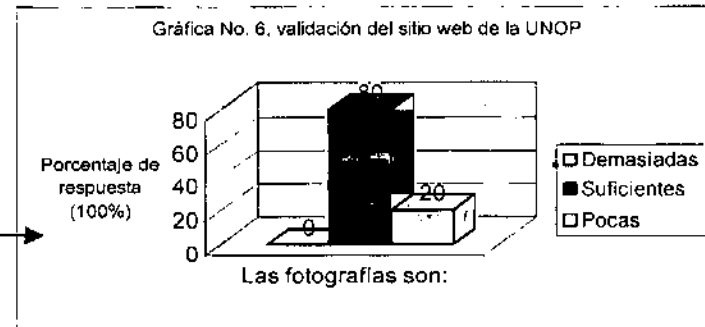 Gráfica No. 6, validación del sitio web de la UNOP
80
80
60
40
20
0
Porcentaje de
respuesta
(100%)
0
20
Las fotografías son:
Demasiadas
Suficientes
Pocas